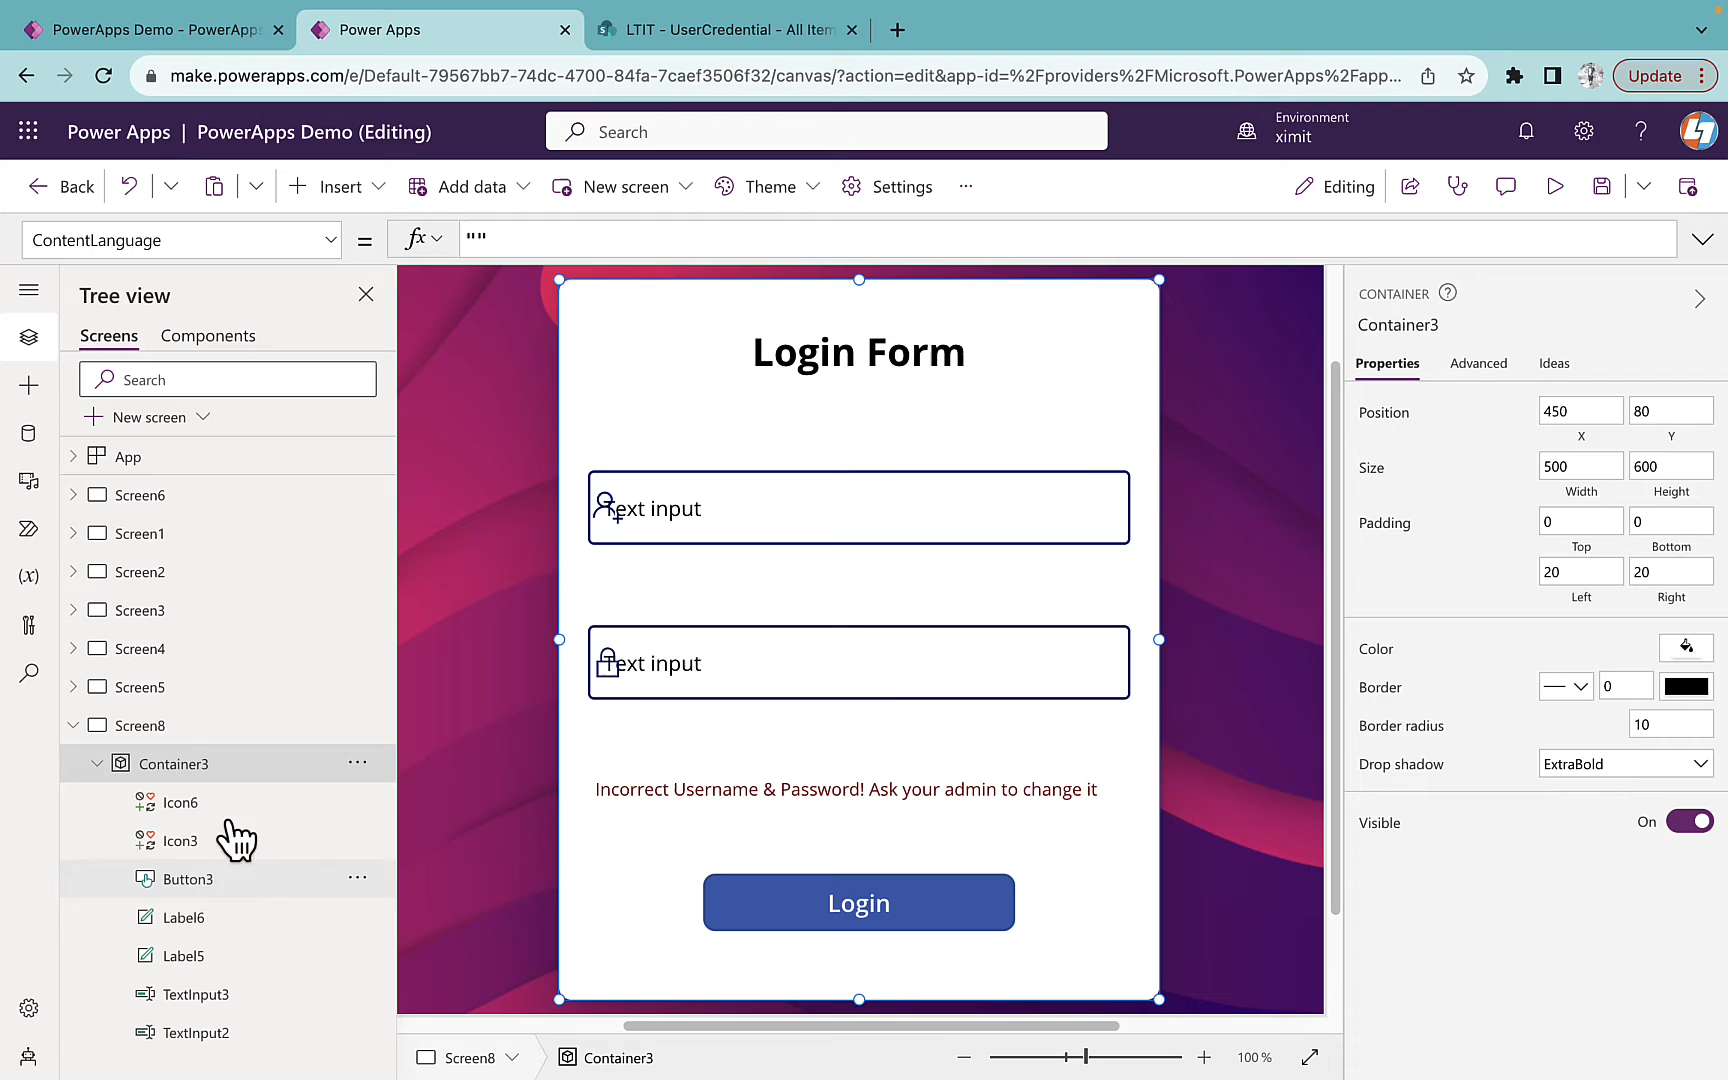 PowerApps Demo - PowerApps
Power Apps
LTIT - UserCredential - All Item
make.powerapps.com/e/Default-79567bb7-74dc-4700-84fa-7caef3506f32/canvas/?action=edit&app-id=%2Fproviders%2FMicrosoft.PowerApps%2Fapp...
Update
Power Apps | PowerApps Demo (Editing)
Search
Environment
ximit
Back
Insert
Add data
New screen
Theme
Settings
...
Editing
ContentLanguage
=
fx
""
Tree view
Screens
Components
Search
New screen
App
Screen6
Screen1
Screen2
Screen3
Screen4
Screen5
Screen8
Container3
Icon6
Icon3
Button3
Label6
Label5
TextInput3
TextInput2
Login Form
Text input
Text input
Incorrect Username & Password! Ask your admin to change it
Login
Screen8
Container3
100 %
CONTAINER
Container3
Properties
Advanced
Ideas
Position
450
80
X
Y
Size
500
600
Width
Height
Padding
0
0
Top
Bottom
20
20
Left
Right
Color
Border
0
Border radius
10
Drop shadow
ExtraBold
Visible
On